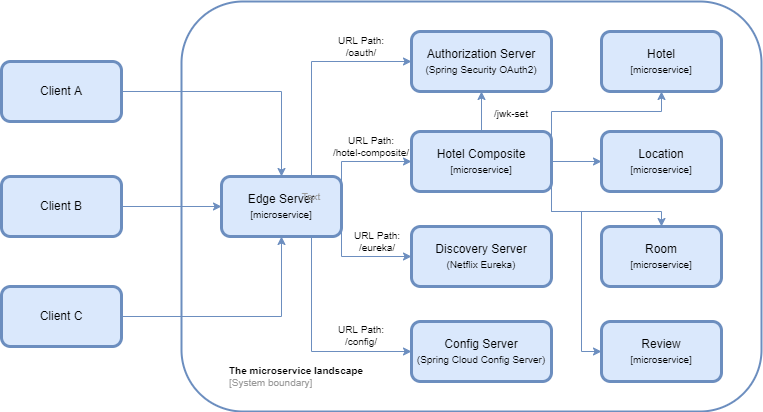 Client A
Client B
Client C
Edge Server
[microservice]
Text
URL Path:
/oauth/
URL Path:
/hotel-composite/
URL Path:
/eureka/
URL Path:
/config/
Authorization Server
(Spring Security OAuth2)
/jwk-set
Hotel Composite
[microservice]
Discovery Server
(Netflix Eureka)
Config Server
(Spring Cloud Config Server)
Hotel
[microservice]
Location
[microservice]
Room
[microservice]
Review
[microservice]
The microservice landscape
[System boundary]